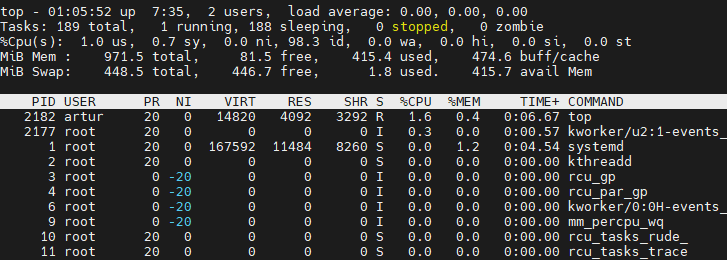 top - 01:05:52 up  7:35,  2 users,  load average: 0.00, 0.00, 0.00
Tasks: 189 total,   1 running, 188 sleeping,   0 stopped,   0 zombie
%Cpu(s):  1.0 us,  0.7 sy,  0.0 ni, 98.3 id,  0.0 wa,  0.0 hi,  0.0 si,  0.0 st
MiB Mem :    971.5 total,     81.5 free,    415.4 used,    474.6 buff/cache
MiB Swap:    448.5 total,    446.7 free,      1.8 used.    415.7 avail Mem
PID USER      PR  NI    VIRT    RES    SHR S  %CPU  %MEM     TIME+ COMMAND
2182 artur     20   0   14820   4092   3292 R   1.6   0.4   0:06.67 top
2177 root      20   0       0      0      0 I   0.3   0.0   0:00.57 kworker/u2:1-events_
1 root      20   0  167592  11484   8260 S   0.0   1.2   0:04.54 systemd
2 root      20   0       0      0      0 S   0.0   0.0   0:00.00 kthreadd
3 root       0 -20       0      0      0 I   0.0   0.0   0:00.00 rcu_gp
4 root       0 -20       0      0      0 I   0.0   0.0   0:00.00 rcu_par_gp
6 root       0 -20       0      0      0 I   0.0   0.0   0:00.00 kworker/0:0H-events_
9 root       0 -20       0      0      0 I   0.0   0.0   0:00.00 mm_percpu_wq
10 root      20   0       0      0      0 S   0.0   0.0   0:00.00 rcu_tasks_rude_
11 root      20   0       0      0      0 S   0.0   0.0   0:00.00 rcu_tasks_trace